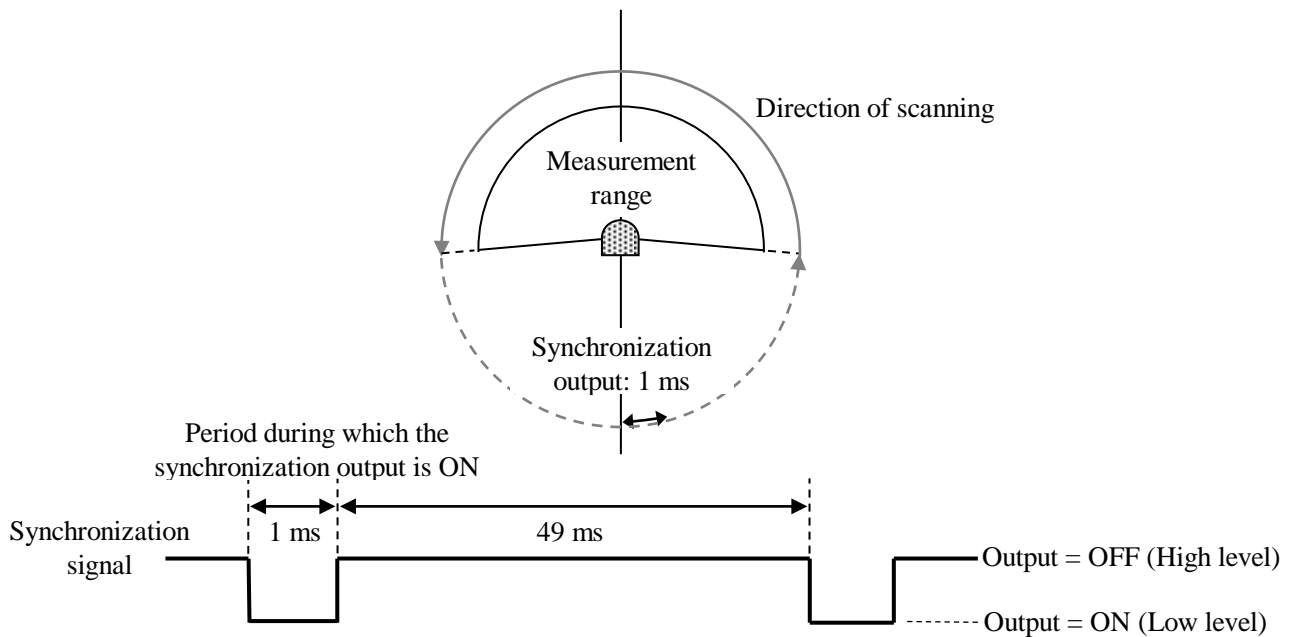 Direction of scanning
Measurement
range
Synchronization
output: 1 ms
Period during which the
synchronization output is ON
Synchronization
signal
1 ms
49 ms
Output = OFF (High level)
Output = ON (Low level)